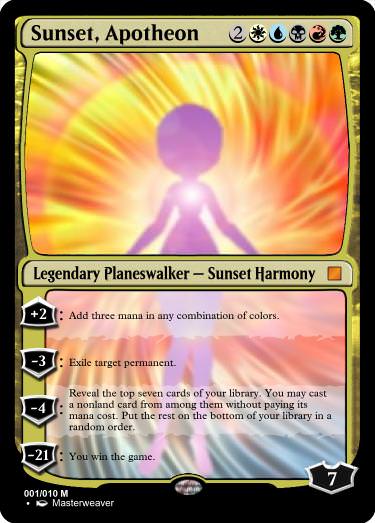 Sunset, Apotheon 2
Legendary Planeswalker — Sunset Harmony
+2: Add three mana in any combination of colors.
-3: Exile target permanent.
-4: Reveal the top seven cards of your library. You may cast
a nonland card from among them without paying its
mana cost. Put the rest on the bottom of your library in a
random order.
-21: You win the game.
7
001/010 M
• Masterweaver